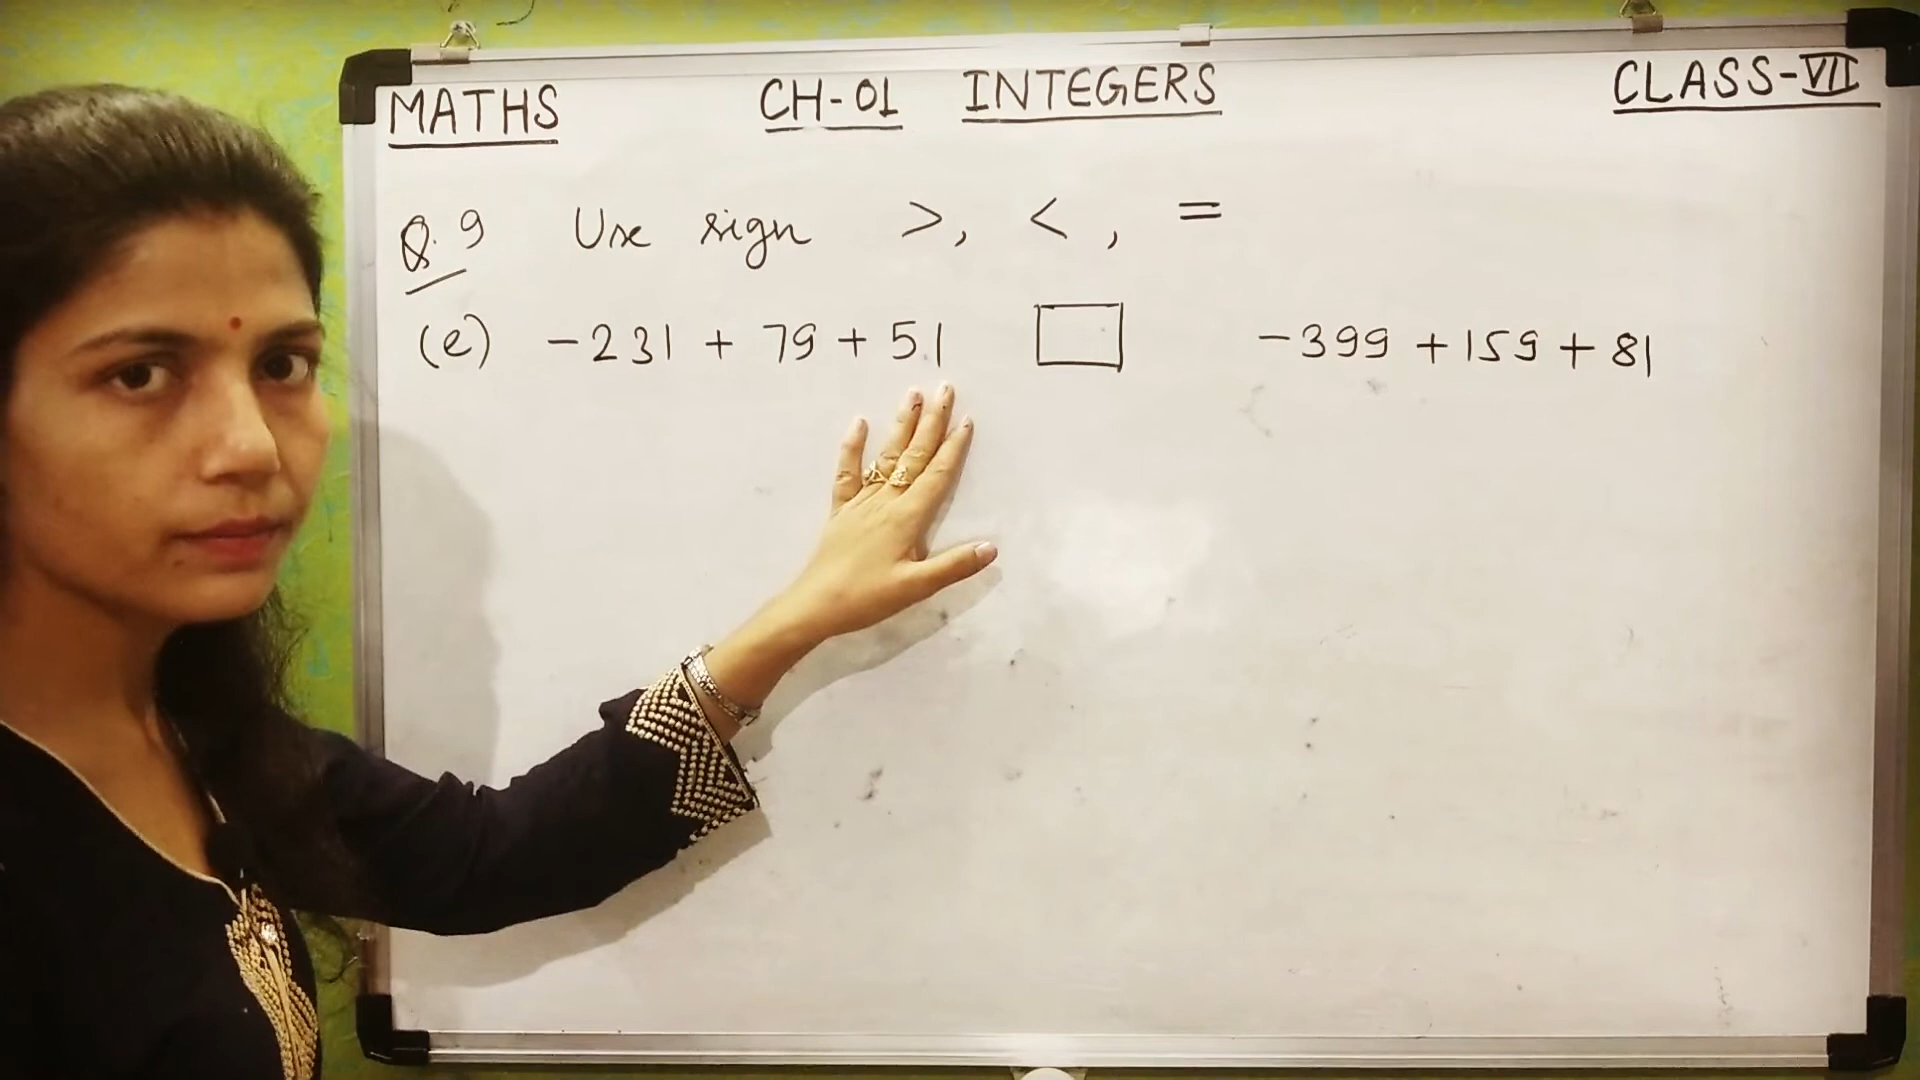 MATHS CH-01 INTEGERS CLASS-VII
Q.9 Use sign >, <, =
(e) -231 + 79 + 51 □ -399 + 159 + 81